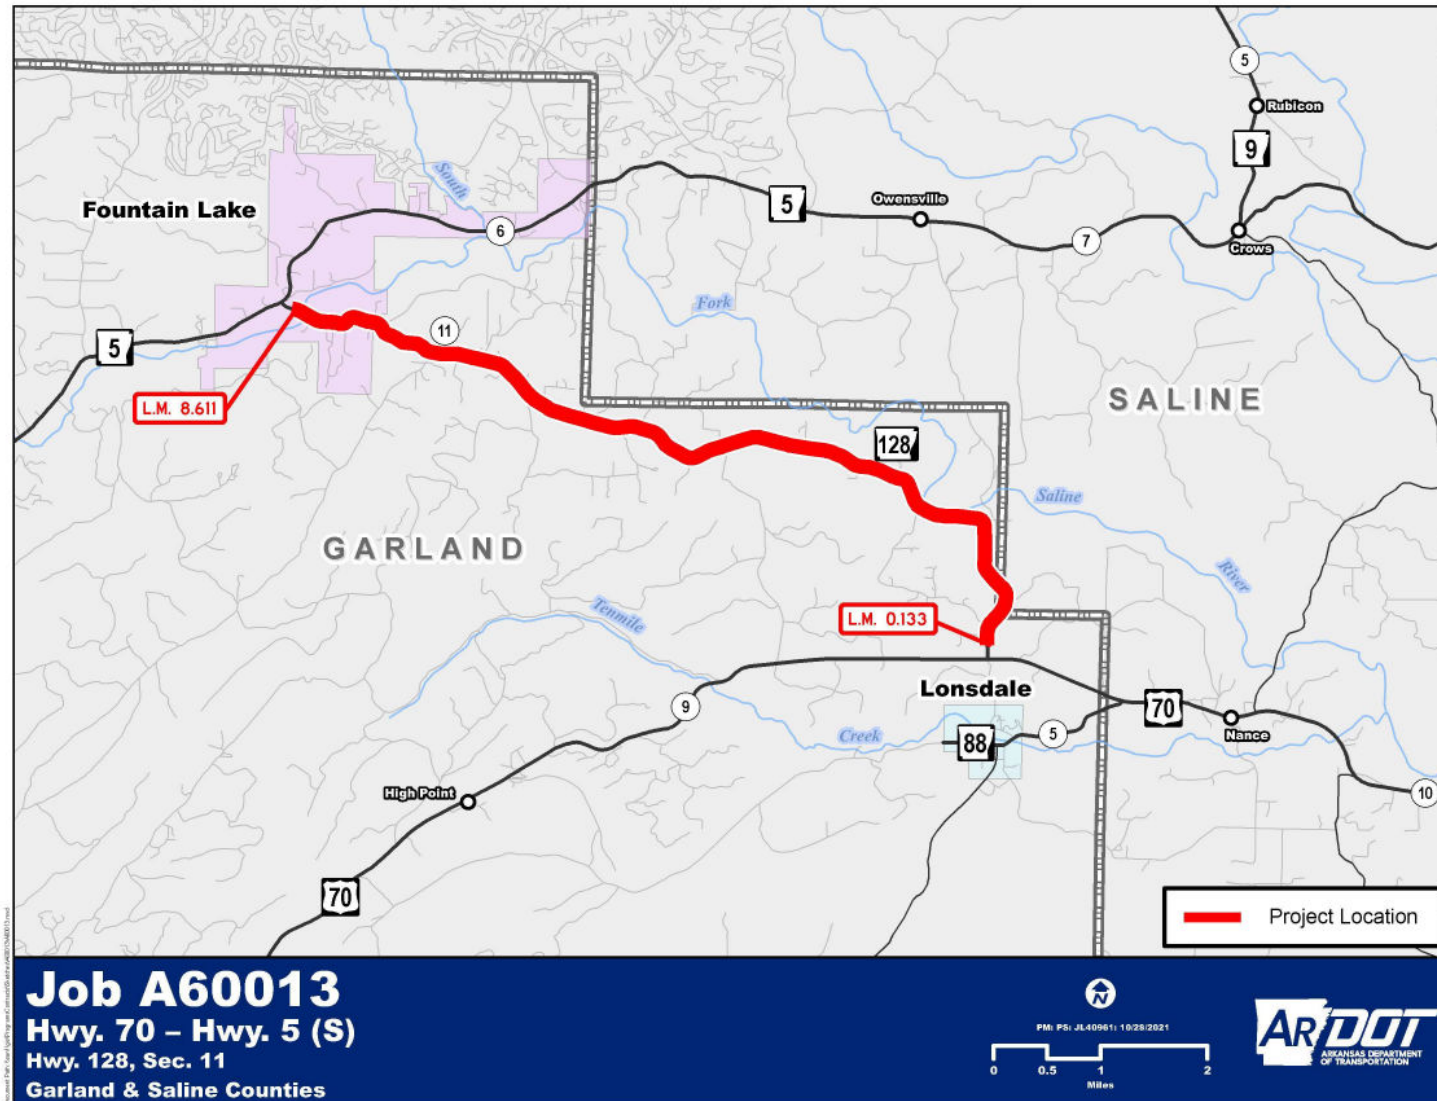 5
Rubicon
9
South
Fountain Lake
5
Owensville
6
7
Crows
Fork
11
5
L.M. 8.611
SALINE
128
Saline
GARLAND
River
Tenmile
L.M. 0.133
Lonsdale
9
70
Nance
Creek
88
5
High Point
10
70
Project Location
Job A60013
Hwy. 70 – Hwy. 5 (S)
Hwy. 128, Sec. 11
Garland & Saline Counties
N
PM: PS: JL40961: 10/28/2021
0 0.5 1 2
Miles
ARDOT
ARKANSAS DEPARTMENT
OF TRANSPORTATION